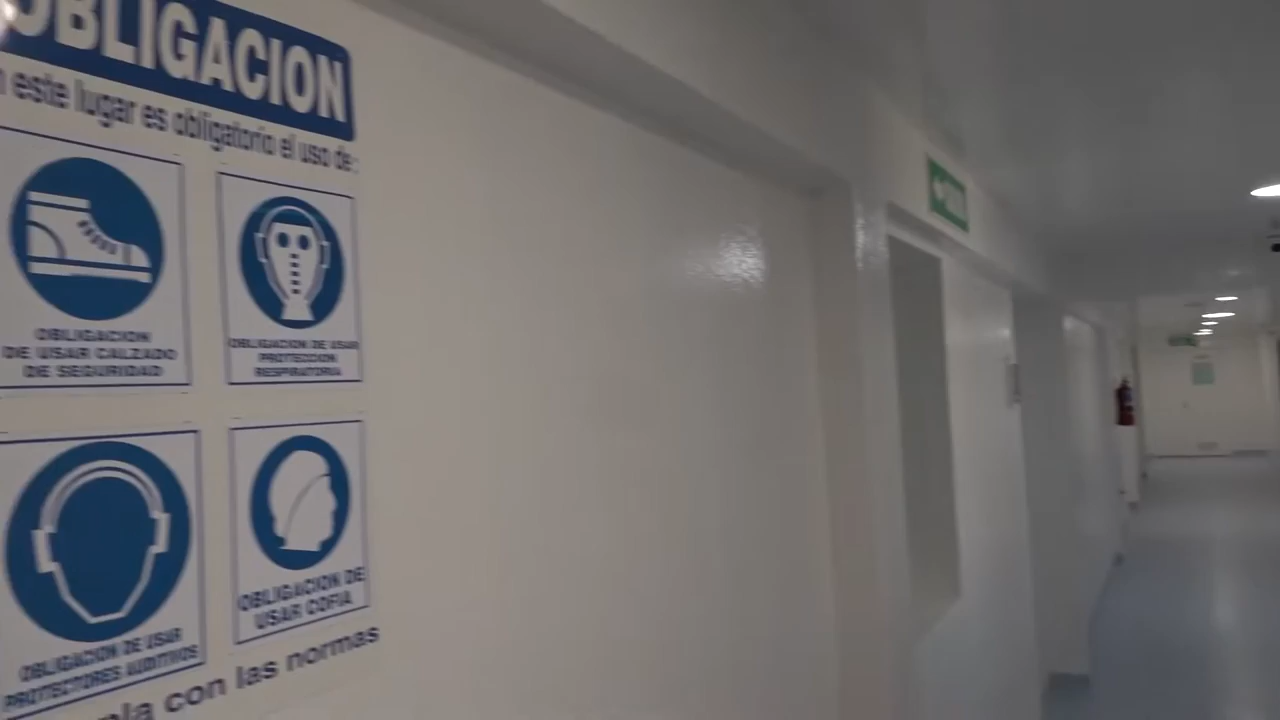 OBLIGACION
este lugar es obligatorio el uso de:
OBLIGACION
DE USAR CALZADO
DE SEGURIDAD
OBLIGACION DE USAR
PROTECCION
RESPIRATORIA
OBLIGACION DE USAR
PROTECTORES AUDITIVOS
OBLIGACION DE
USAR COFIA
con las normas